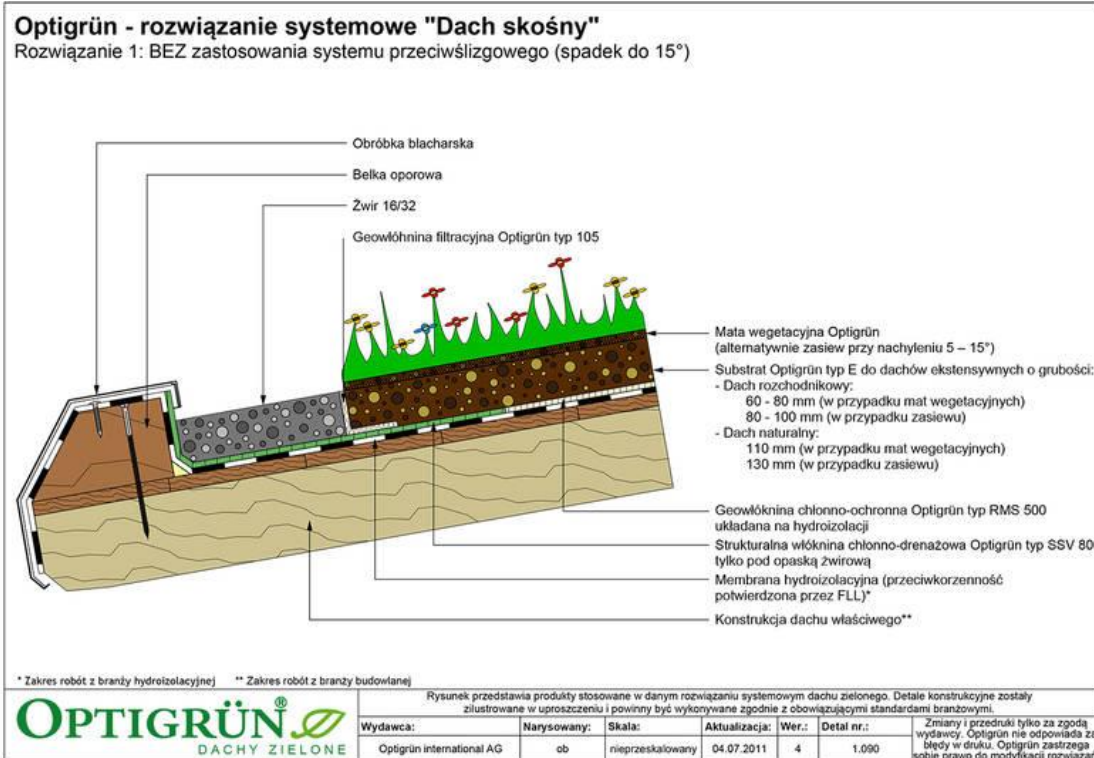 Optigrün - rozwiązanie systemowe "Dach skośny"
Rozwiązanie 1: BEZ zastosowania systemu przeciwślizgowego (spadek do 15°)
Obróbka blacharska
Belka oporowa
Żwir 16/32
Geowłóhnina filtracyjna Optigrün typ 105
Mata wegetacyjna Optigrün
(alternatywnie zasiew przy nachyleniu 5 – 15°)
Substrat Optigrün typ E do dachów ekstensywnych o grubości:
- Dach rozchodnikowy:
60 - 80 mm (w przypadku mat wegetacyjnych)
80 - 100 mm (w przypadku zasiewu)
- Dach naturalny:
110 mm (w przypadku mat wegetacyjnych)
130 mm (w przypadku zasiewu)
Geowłóknina chłonno-ochronna Optigrün typ RMS 500
układana na hydroizolacji
Strukturalna włóknina chłonno-drenażowa Optigrün typ SSV 800
tylko pod opaską żwirową
Membrana hydroizolacyjna (przeciwkorzenność
potwierdzona przez FLL)*
Konstrukcja dachu właściwego**
* Zakres robót z branży hydroizolacyjnej ** Zakres robót z branży budowlanej
OPTIGRÜN®
DACHY ZIELONE
Rysunek przedstawia produkty stosowane w danym rozwiązaniu systemowym dachu zielonego. Detale konstrukcyjne zostały
zilustrowane w uproszczeniu i powinny być wykonywane zgodnie z obowiązującymi standardami branżowymi.
Wydawca: Narysowany: Skala: Aktualizacja: Wer.: Detal nr.:
Optigrün international AG ob nieprzeskalowany 04.07.2011 4 1.090
Zmiany i przedruki tylko za zgodą
wydawcy. Optigrün nie odpowiada za
błędy w druku. Optigrün zastrzega
sobie prawo do modyfikacji rozwiązań